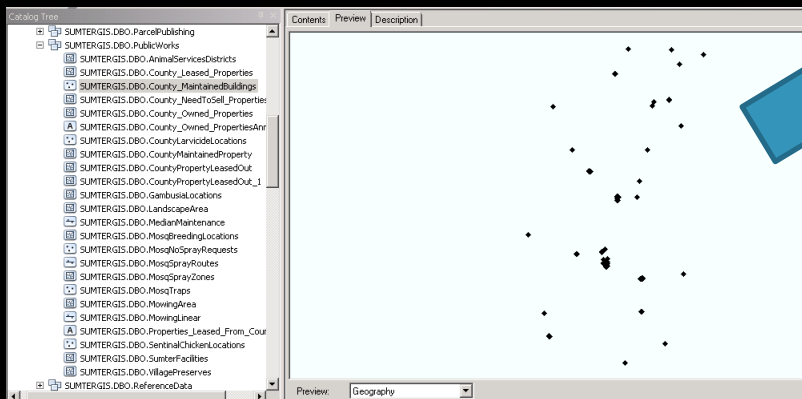 Catalog Tree
SUMTERGIS.DBO.ParcelPublishing
SUMTERGIS.DBO.PublicWorks
SUMTERGIS.DBO.AnimalServicesDistricts
SUMTERGIS.DBO.County_Leased_Properties
SUMTERGIS.DBO.County_MaintainedBuildings
SUMTERGIS.DBO.County_NeedToSell_Properties
SUMTERGIS.DBO.County_Owned_Properties
A SUMTERGIS.DBO.County_Owned_PropertiesAnr
SUMTERGIS.DBO.CountyLarvicideLocations
SUMTERGIS.DBO.CountyMaintainedProperty
SUMTERGIS.DBO.CountyPropertyLeasedOut
SUMTERGIS.DBO.CountyPropertyLeasedOut_1
SUMTERGIS.DBO.GambusiaLocations
SUMTERGIS.DBO.LandscapeArea
SUMTERGIS.DBO.MedianMaintenance
SUMTERGIS.DBO.MosqBreedingLocations
SUMTERGIS.DBO.MosqNoSprayRequests
SUMTERGIS.DBO.MosqSprayRoutes
SUMTERGIS.DBO.MosqSprayZones
SUMTERGIS.DBO.MosqTraps
SUMTERGIS.DBO.MowingArea
SUMTERGIS.DBO.MowingLinear
A SUMTERGIS.DBO.Properties_Leased_From_Cour
SUMTERGIS.DBO.SentinalChickenLocations
SUMTERGIS.DBO.SumterFacilities
SUMTERGIS.DBO.VillagePreserves
SUMTERGIS.DBO.ReferenceData
Contents Preview Description
Preview: Geography